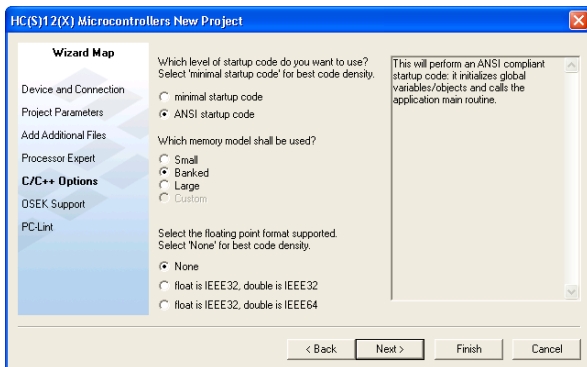 HC(S)12(X) Microcontrollers New Project
Wizard Map
Device and Connection
Project Parameters
Add Additional Files
Processor Expert
C/C++ Options
OSEK Support
PC-Lint
Which level of startup code do you want to use?
Select 'minimal startup code' for best code density.
minimal startup code
ANSI startup code
Which memory model shall be used?
Small
Banked
Large
Custom
Select the floating point format supported.
Select 'None' for best code density.
None
float is IEEE32, double is IEEE32
float is IEEE32, double is IEEE64
This will perform an ANSI compliant
startup code: it initializes global
variables/objects and calls the
application main routine.
< Back
Next >
Finish
Cancel